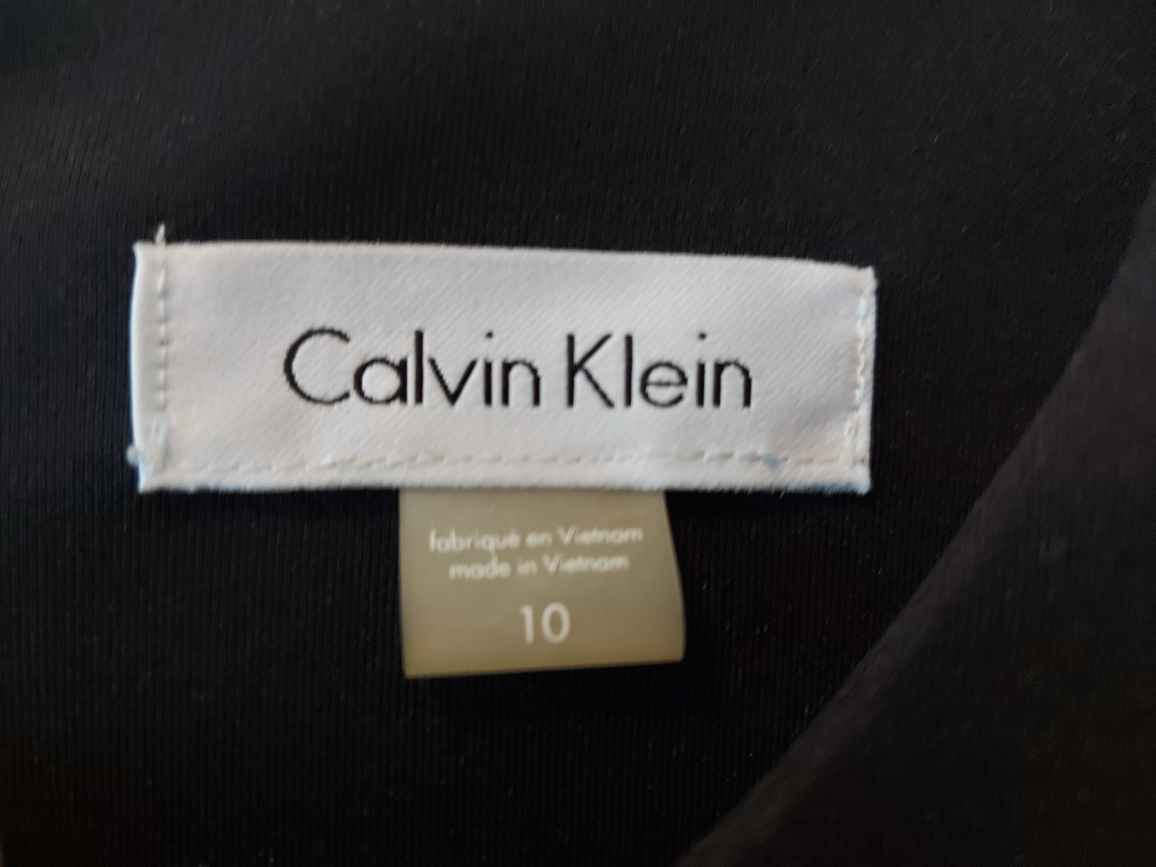 Calvin Klein
fabriqué en Vietnam
made in Vietnam
10